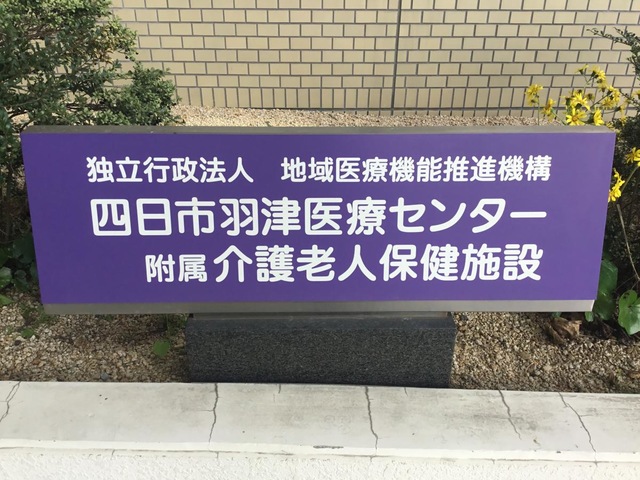 独立行政法人　地域医療機能推進機構
四日市羽津医療センター
附属 介護老人保健施設